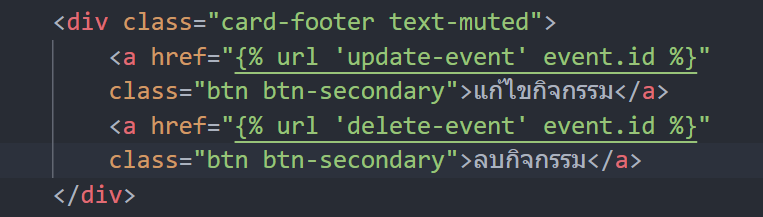 <div class="card-footer text-muted">
<a href="{% url 'update-event' event.id %}"
class="btn btn-secondary">แก้ไขกิจกรรม</a>
<a href="{% url 'delete-event' event.id %}"
class="btn btn-secondary">ลบกิจกรรม</a>
</div>